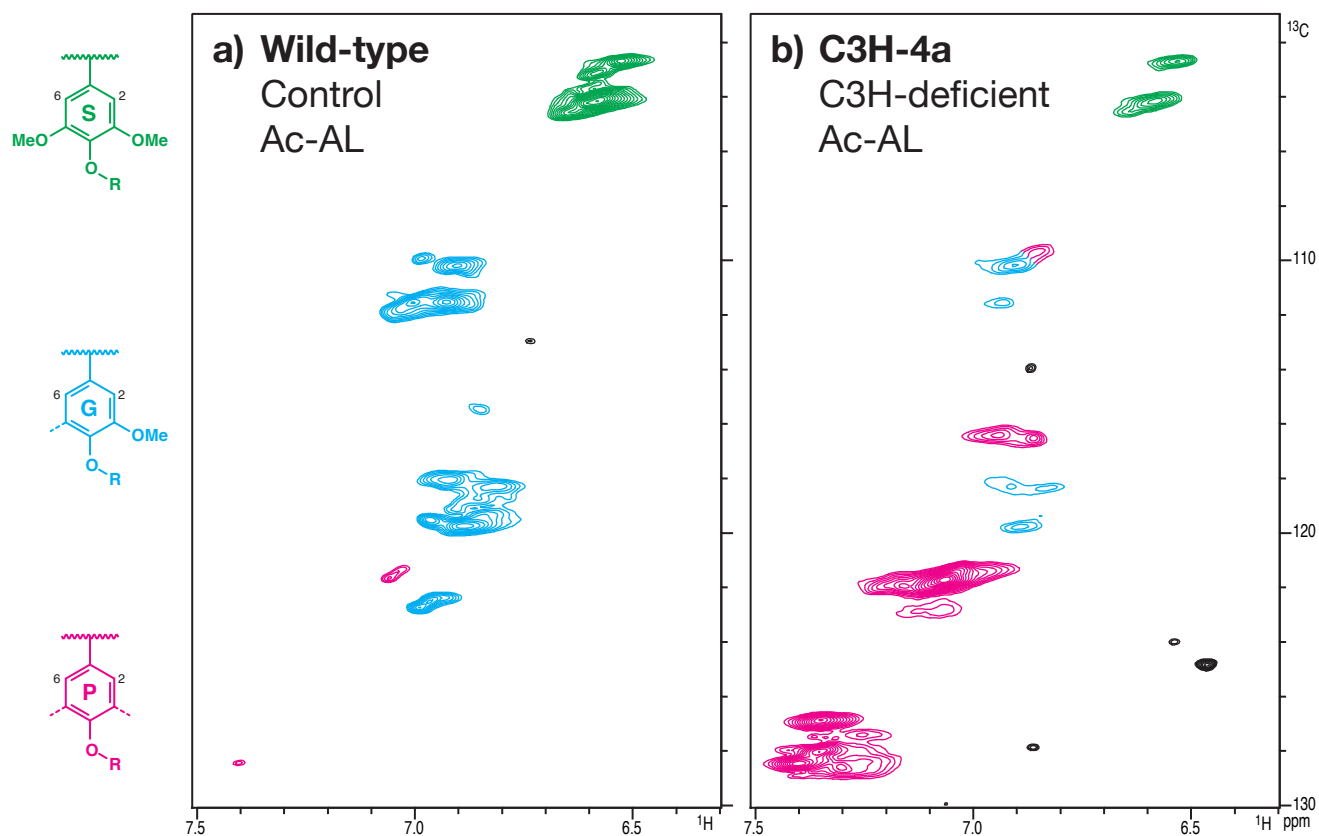 a) Wild-type
Control
Ac-AL
b) C3H-4a
C3H-deficient
Ac-AL
13C
6
2
S
MeO
OMe
O
R
110
6
2
G
OMe
O
R
120
6
2
P
O
R
130
7.5
7.0
6.5
1H
7.5
7.0
6.5
1H
ppm